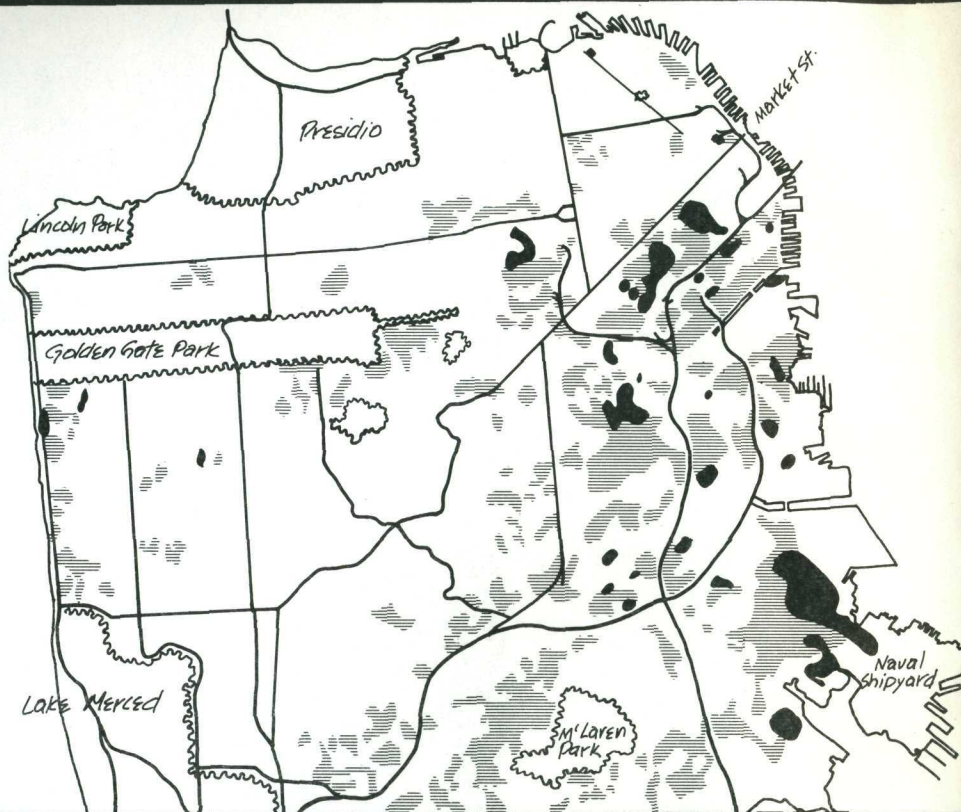 Market St.
Presidio
Lincoln Park
Golden Gate Park
Lake Merced
Naval
Shipyard
McLaren
Park